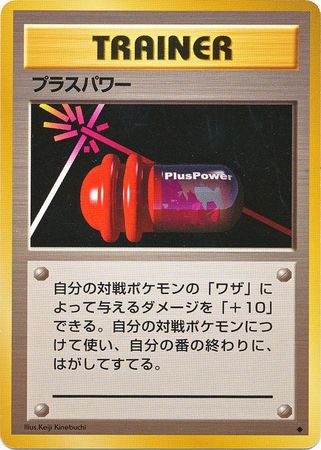 TRAINER
プラスパワー
PlusPower
自分の対戦ポケモンの「ワザ」に
よって与えるダメージを「＋10」
できる。自分の対戦ポケモンにつ
けて使い、自分の番の終わりに、
はがしてすてる。
Illus.Keiji Kinebuchi